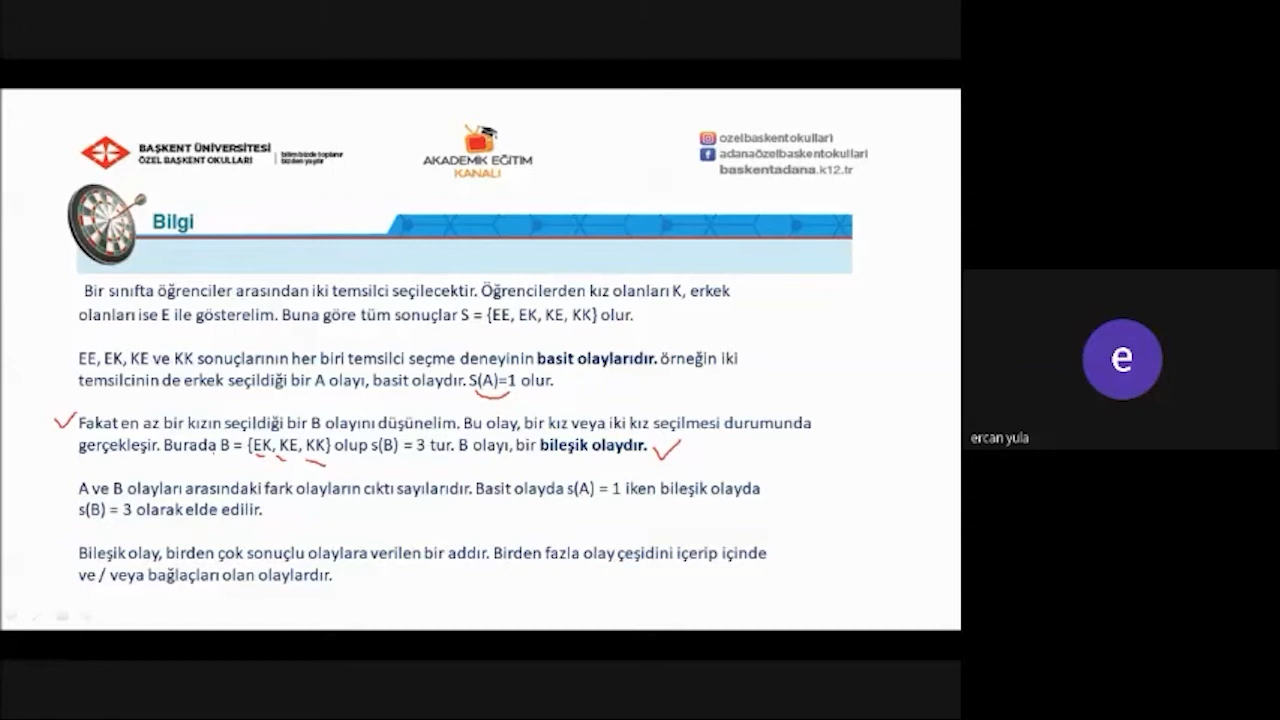 BAŞKENT ÜNİVERSİTESİ
ÖZEL BAŞKENT OKULLARI
bilim bizde toplanır
bizden yayılır
AKADEMİK EĞİTİM
KANALI
ozelbaskentokullari
adanaözelbaskentokullari
baskentadana.k12.tr
Bilgi
Bir sınıfta öğrenciler arasından iki temsilci seçilecektir. Öğrencilerden kız olanları K, erkek
olanları ise E ile gösterelim. Buna göre tüm sonuçlar S = {EE, EK, KE, KK} olur.
EE, EK, KE ve KK sonuçlarının her biri temsilci seçme deneyinin basit olaylarıdır. örneğin iki
temsilcinin de erkek seçildiği bir A olayı, basit olaydır. S(A)=1 olur.
Fakat en az bir kızın seçildiği bir B olayını düşünelim. Bu olay, bir kız veya iki kız seçilmesi durumunda
gerçekleşir. Burada B = {EK, KE, KK} olup s(B) = 3 tur. B olayı, bir bileşik olaydır.
A ve B olayları arasındaki fark olayların çıktı sayılarıdır. Basit olayda s(A) = 1 iken bileşik olayda
s(B) = 3 olarak elde edilir.
Bileşik olay, birden çok sonuçlu olaylara verilen bir addır. Birden fazla olay çeşidini içerip içinde
ve / veya bağlaçları olan olaylardır.
e
ercan yula